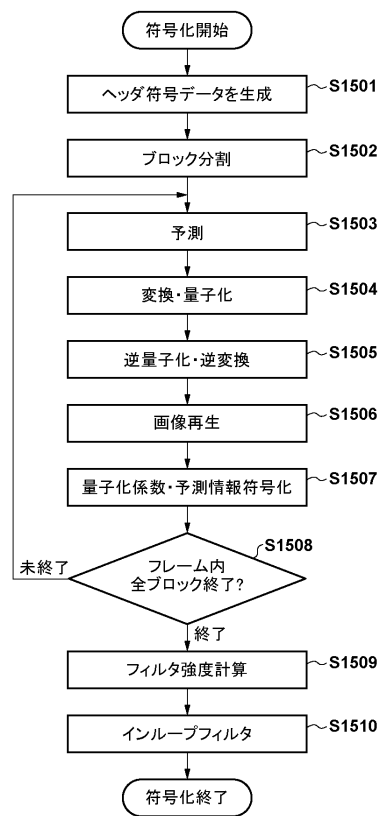 符号化開始
ヘッダ符号データを生成
S1501
ブロック分割
S1502
予測
S1503
変換・量子化
S1504
逆量子化・逆変換
S1505
画像再生
S1506
量子化係数・予測情報符号化
S1507
フレーム内
全ブロック終了?
S1508
未終了
終了
フィルタ強度計算
S1509
インループフィルタ
S1510
符号化終了